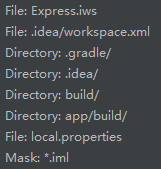 File: Express.iws
File: .idea/workspace.xml
Directory: .gradle/
Directory: .idea/
Directory: build/
Directory: app/build/
File: local.properties
Mask: *.iml